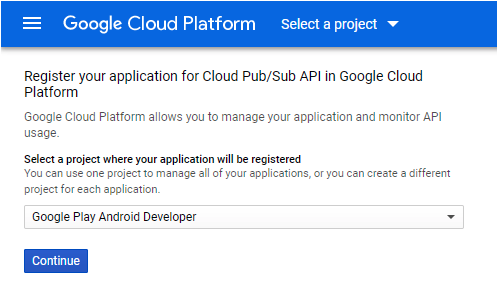 Google Cloud Platform Select a project
Register your application for Cloud Pub/Sub API in Google Cloud
Platform
Google Cloud Platform allows you to manage your application and monitor API
usage.
Select a project where your application will be registered
You can use one project to manage all of your applications, or you can create a different
project for each application.
Google Play Android Developer
Continue